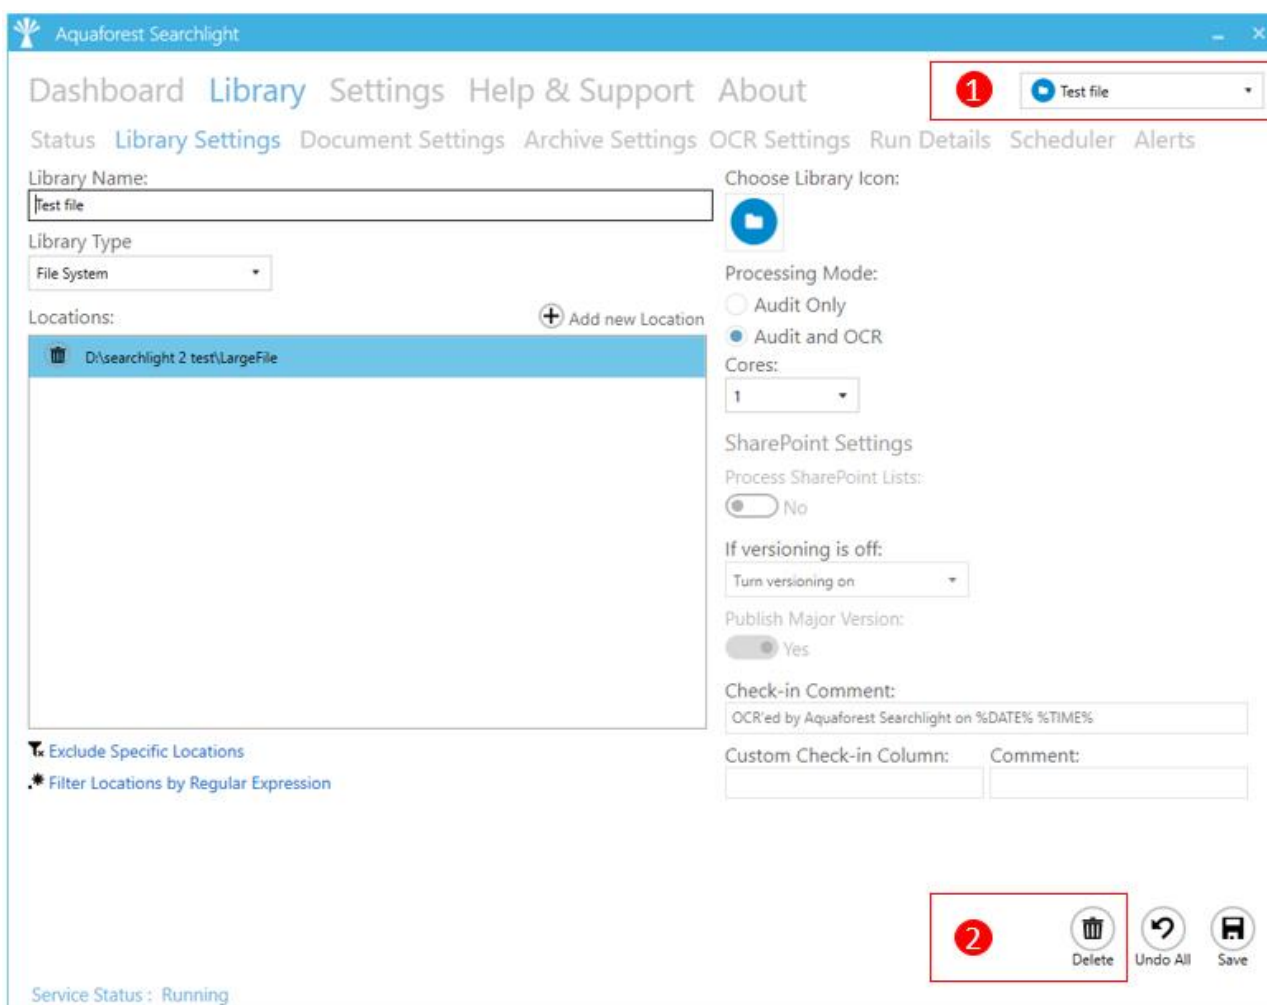 Aquaforest Searchlight
Dashboard Library Settings Help & Support About
1
Test file
Status Library Settings Document Settings Archive Settings OCR Settings Run Details Scheduler Alerts
Library Name:
Test file
Library Type
File System
Locations:
Add new Location
D:\searchlight 2 test\LargeFile
Exclude Specific Locations
Filter Locations by Regular Expression
Choose Library Icon:
Processing Mode:
Audit Only
Audit and OCR
Cores:
1
SharePoint Settings
Process SharePoint Lists:
No
If versioning is off:
Turn versioning on
Publish Major Version:
Yes
Check-in Comment:
OCR'ed by Aquaforest Searchlight on %DATE% %TIME%
Custom Check-in Column: Comment:
2
Delete Undo All Save
Service Status : Running